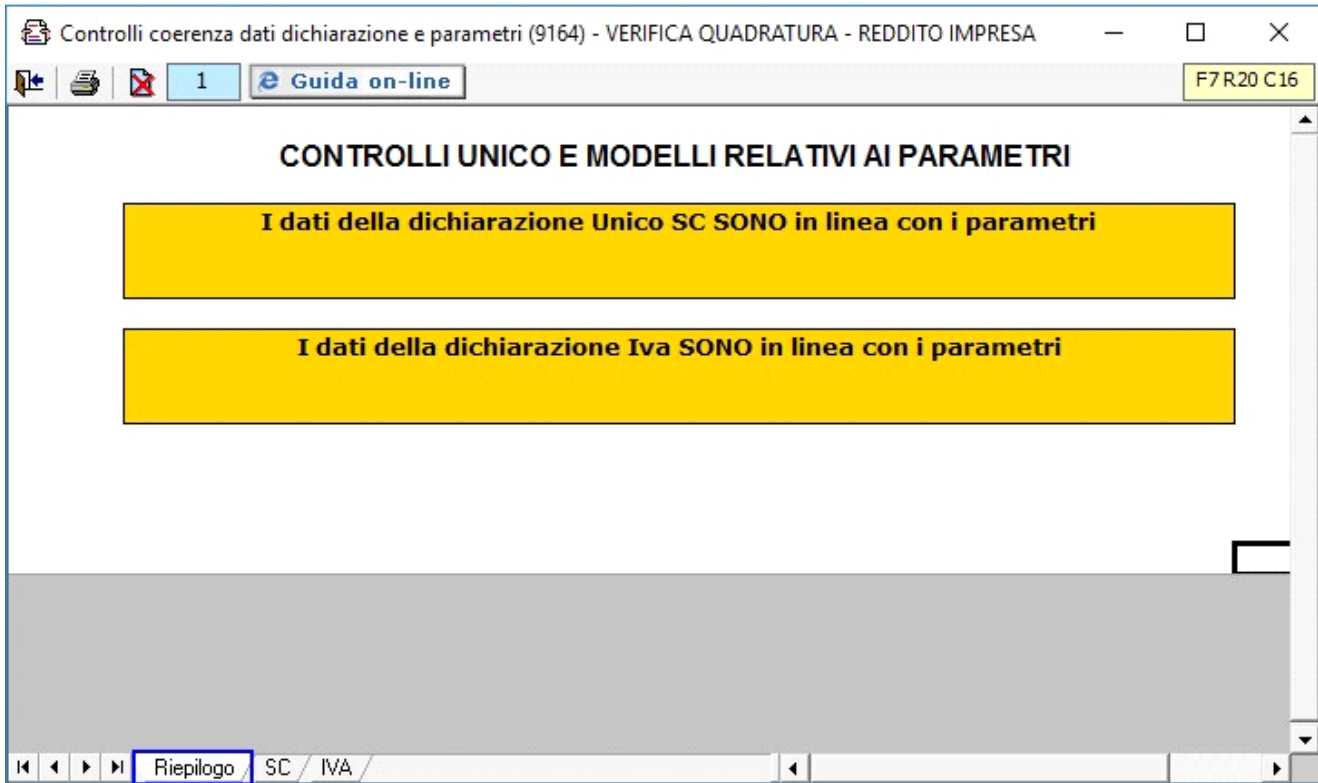 Controlli coerenza dati dichiarazione e parametri (9164) - VERIFICA QUADRATURA - REDDITO IMPRESA
1 Guida on-line F7 R20 C16
CONTROLLI UNICO E MODELLI RELATIVI AI PARAMETRI
I dati della dichiarazione Unico SC SONO in linea con i parametri
I dati della dichiarazione Iva SONO in linea con i parametri
Riepilogo SC IVA